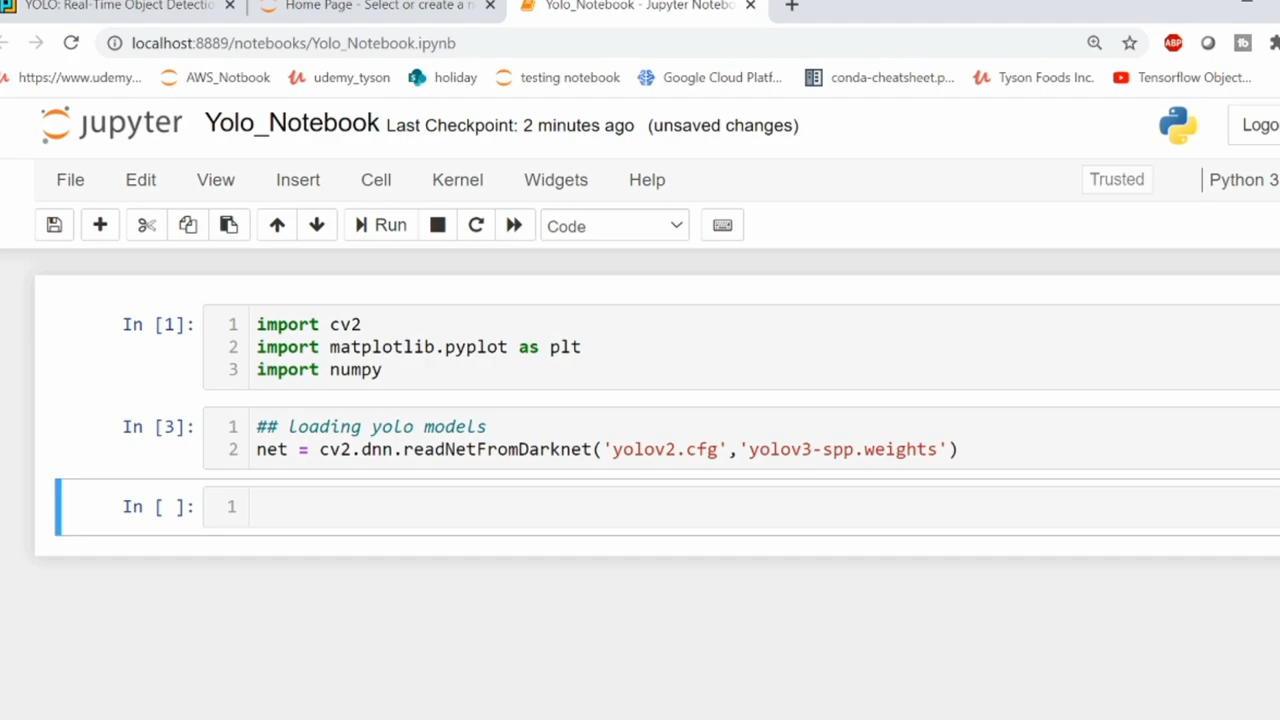 YOLO: Real-Time Object Detectio
Home Page - Select or create a n
Yolo_Notebook - Jupyter Notebo
localhost:8889/notebooks/Yolo_Notebook.ipynb
ABP
https://www.udemy...
AWS_Notbook
udemy_tyson
holiday
testing notebook
Google Cloud Platf...
conda-cheatsheet.p...
Tyson Foods Inc.
Tensorflow Object...
jupyter Yolo_Notebook Last Checkpoint: 2 minutes ago (unsaved changes)
Logo
File Edit View Insert Cell Kernel Widgets Help
Trusted
Python 3
Run
Code
In [1]:
1 import cv2
2 import matplotlib.pyplot as plt
3 import numpy
In [3]:
1 ## loading yolo models
2 net = cv2.dnn.readNetFromDarknet('yolov2.cfg','yolov3-spp.weights')
In [ ]:
1